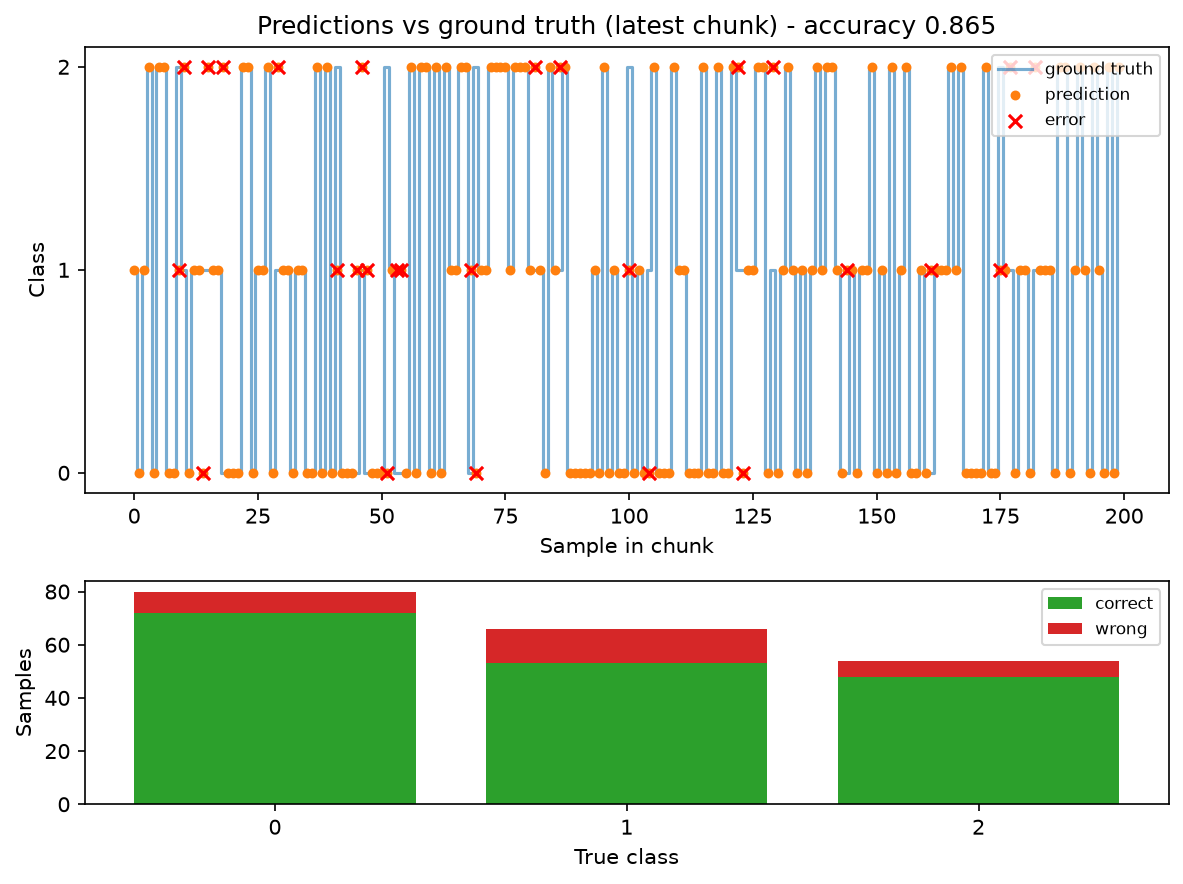 Predictions vs ground truth (latest chunk) - accuracy 0.865
2
1
0
Class
ground truth
prediction
error
0 25 50 75 100 125 150 175 200
Sample in chunk
80
60
40
20
0
Samples
correct
wrong
0 1 2
True class